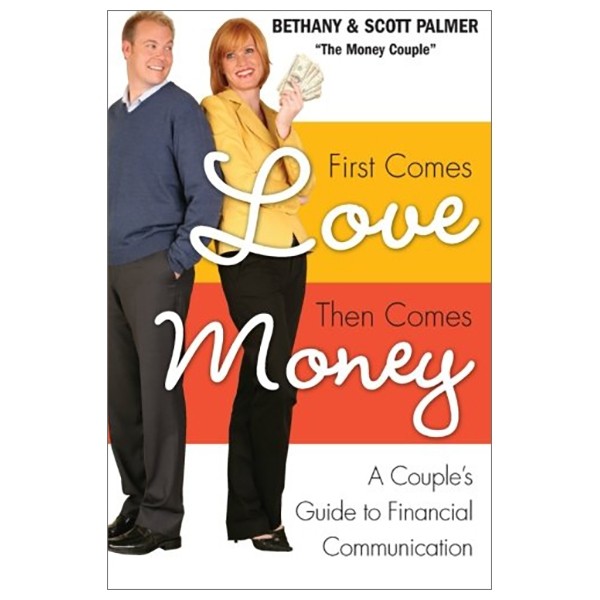 BETHANY & SCOTT PALMER
"The Money Couple"
First Comes
Love
Then Comes
Money
A Couple's
Guide to Financial
Communication